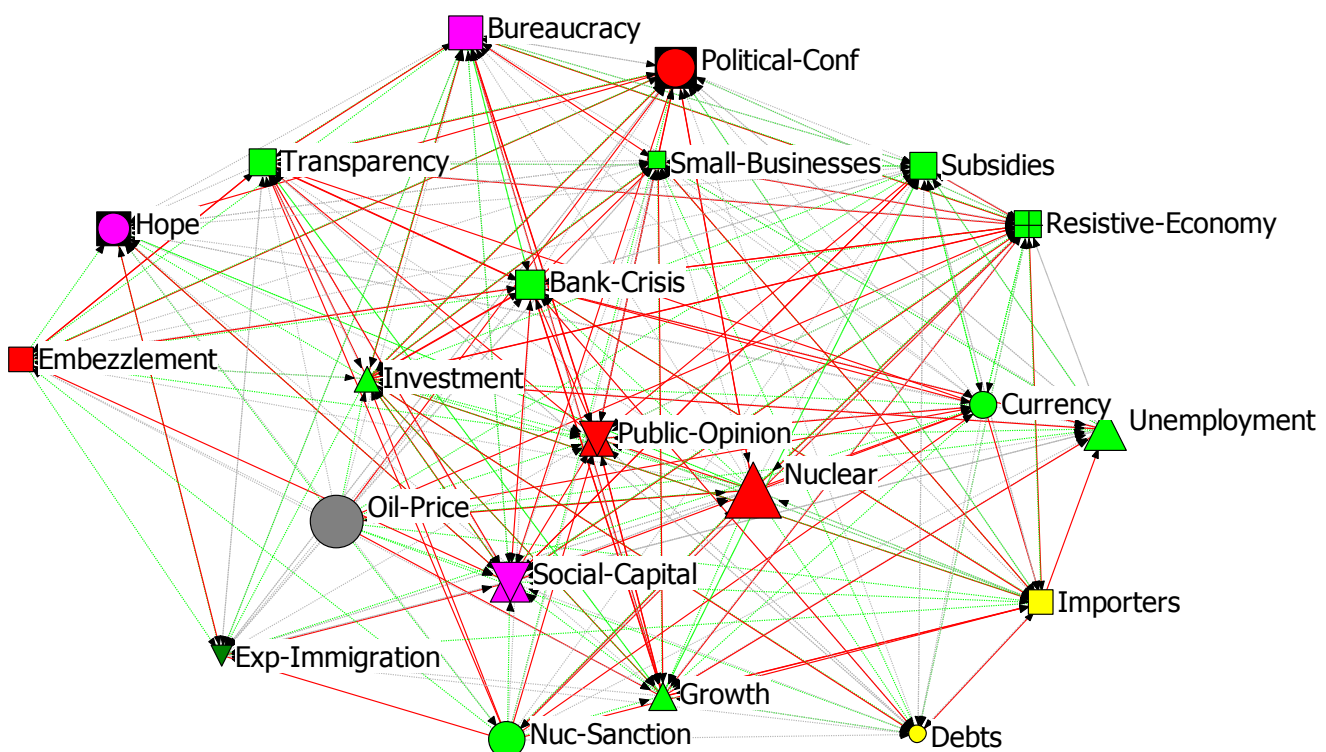 Bureaucracy
Political-Conf
Transparency
Small-Businesses
Subsidies
Hope
Resistive-Economy
Bank-Crisis
Embezzlement
Investment
Currency
Unemployment
Public-Opinion
Nuclear
Oil-Price
Social-Capital
Importers
Exp-Immigration
Growth
Nuc-Sanction
Debts